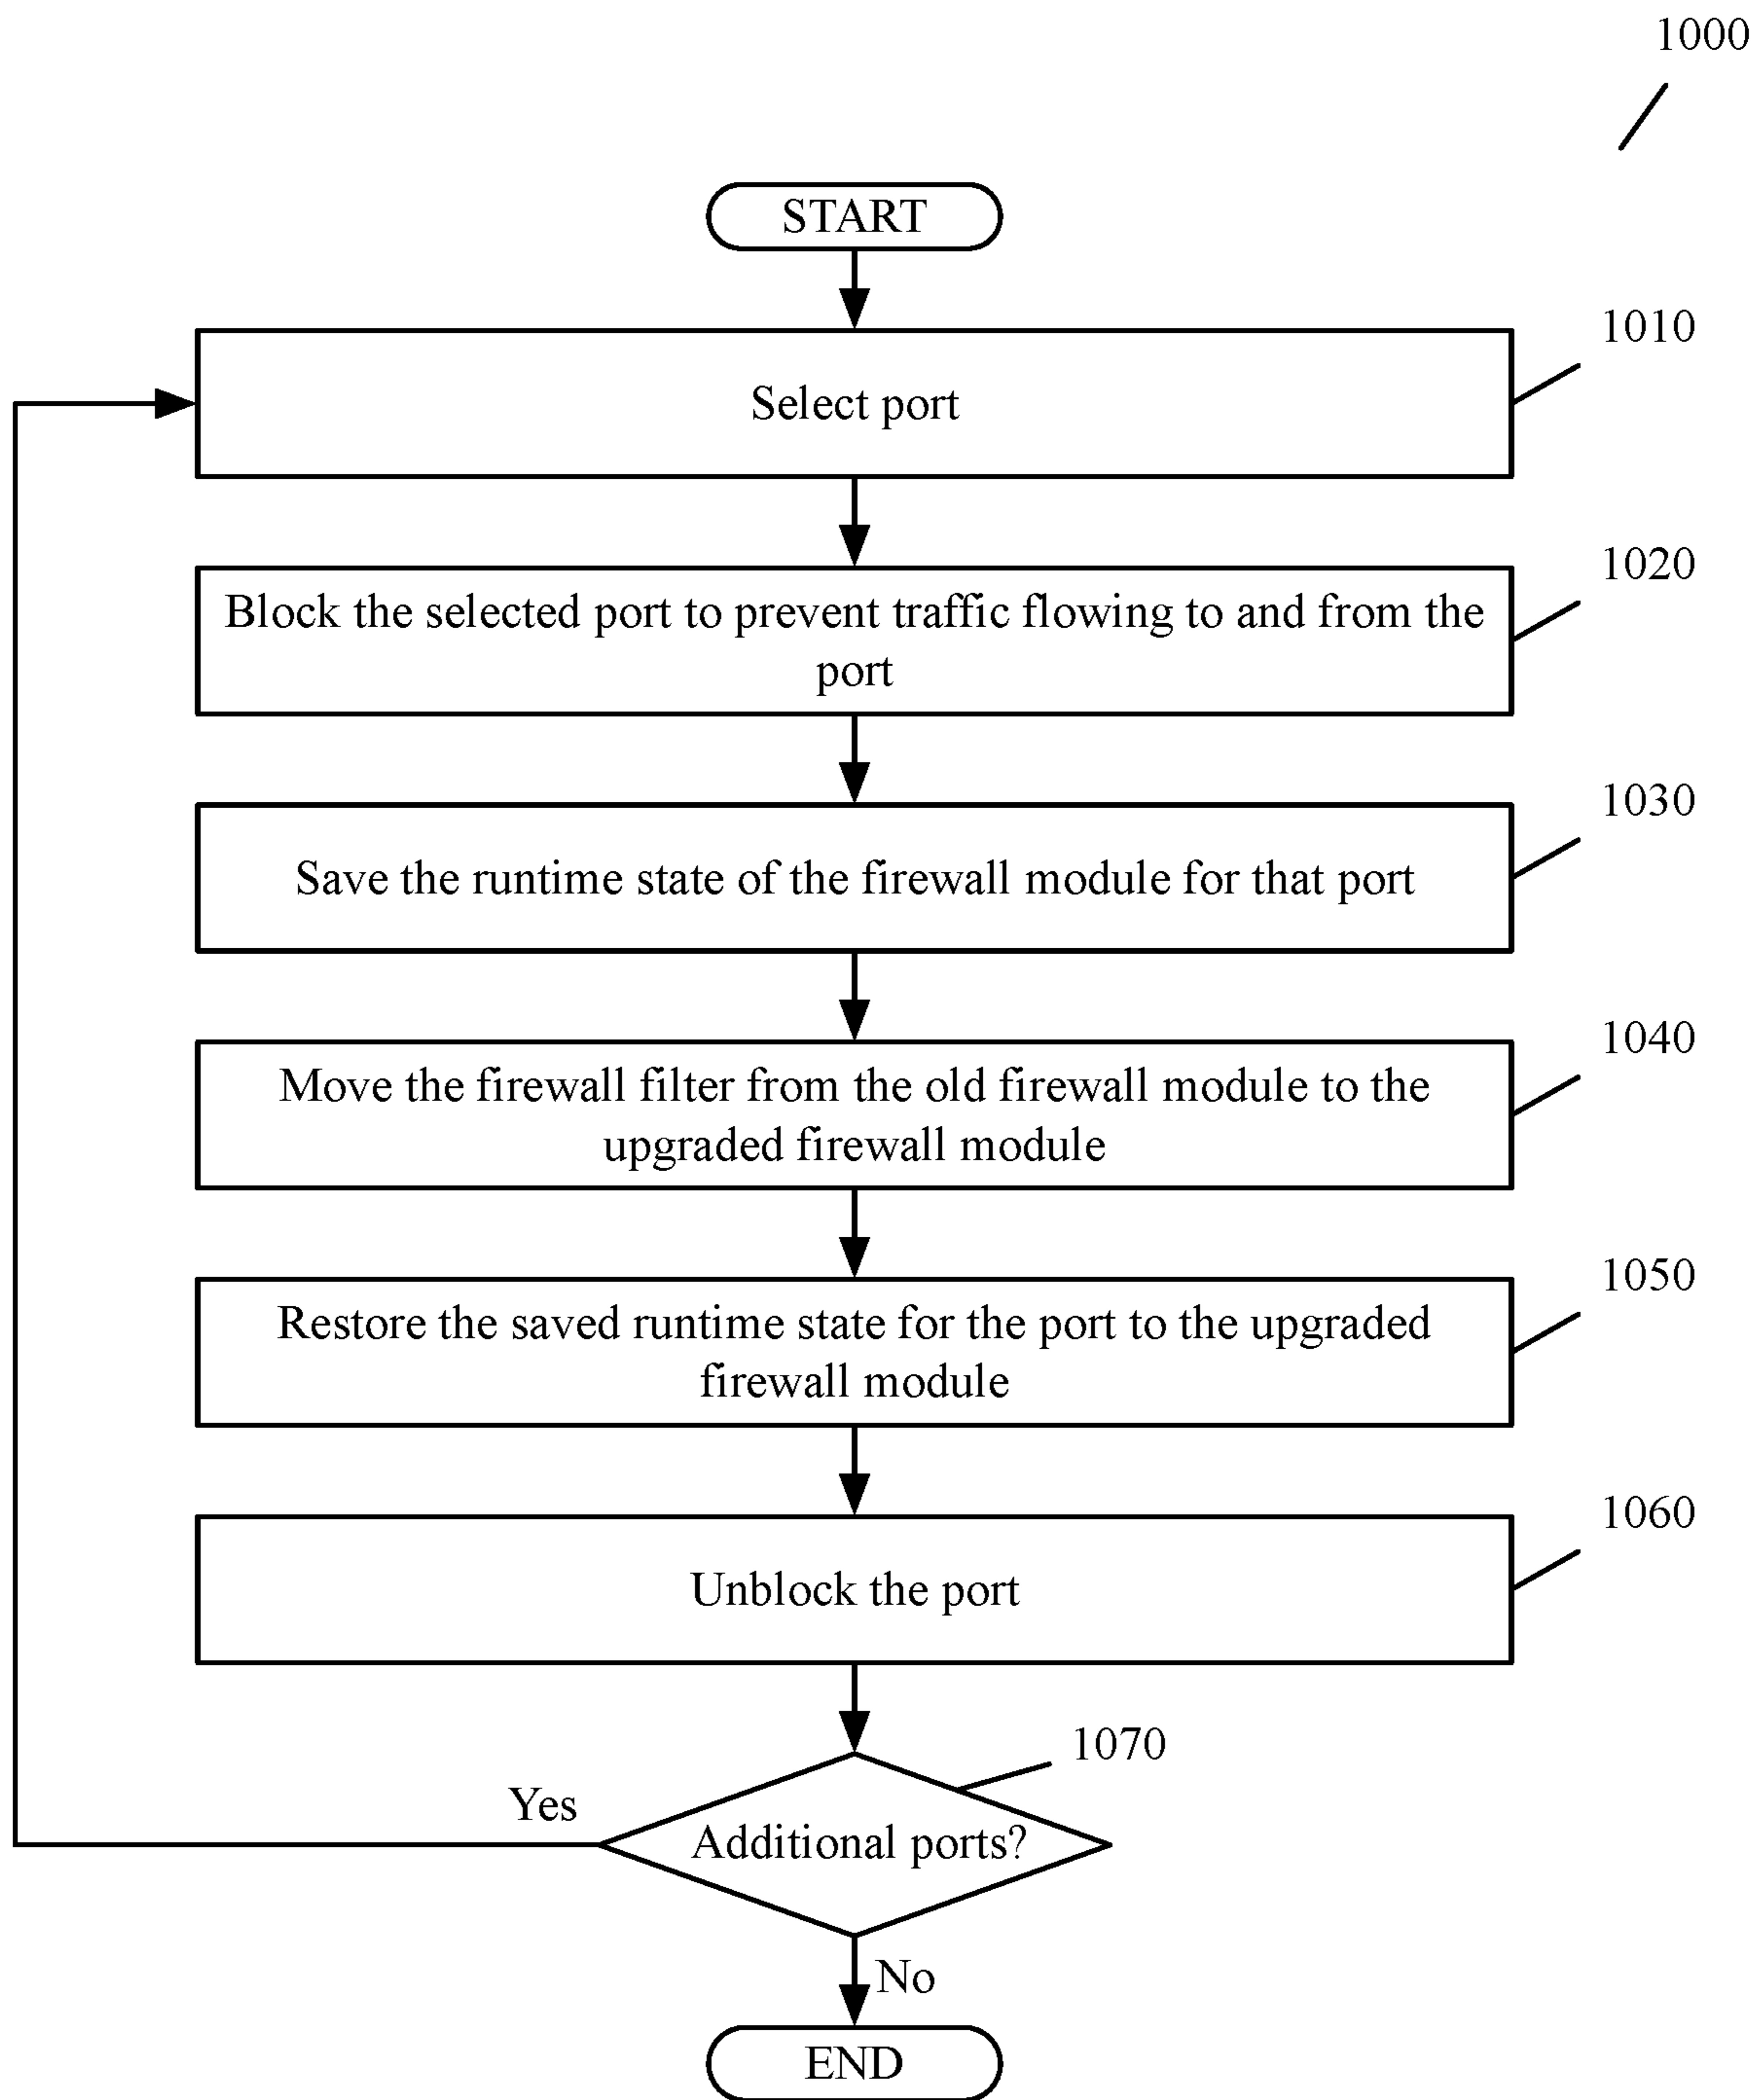 1000
START
1010
Select port
1020
Block the selected port to prevent traffic flowing to and from the
port
1030
Save the runtime state of the firewall module for that port
1040
Move the firewall filter from the old firewall module to the
upgraded firewall module
1050
Restore the saved runtime state for the port to the upgraded
firewall module
1060
Unblock the port
1070
Yes
Additional ports?
No
END